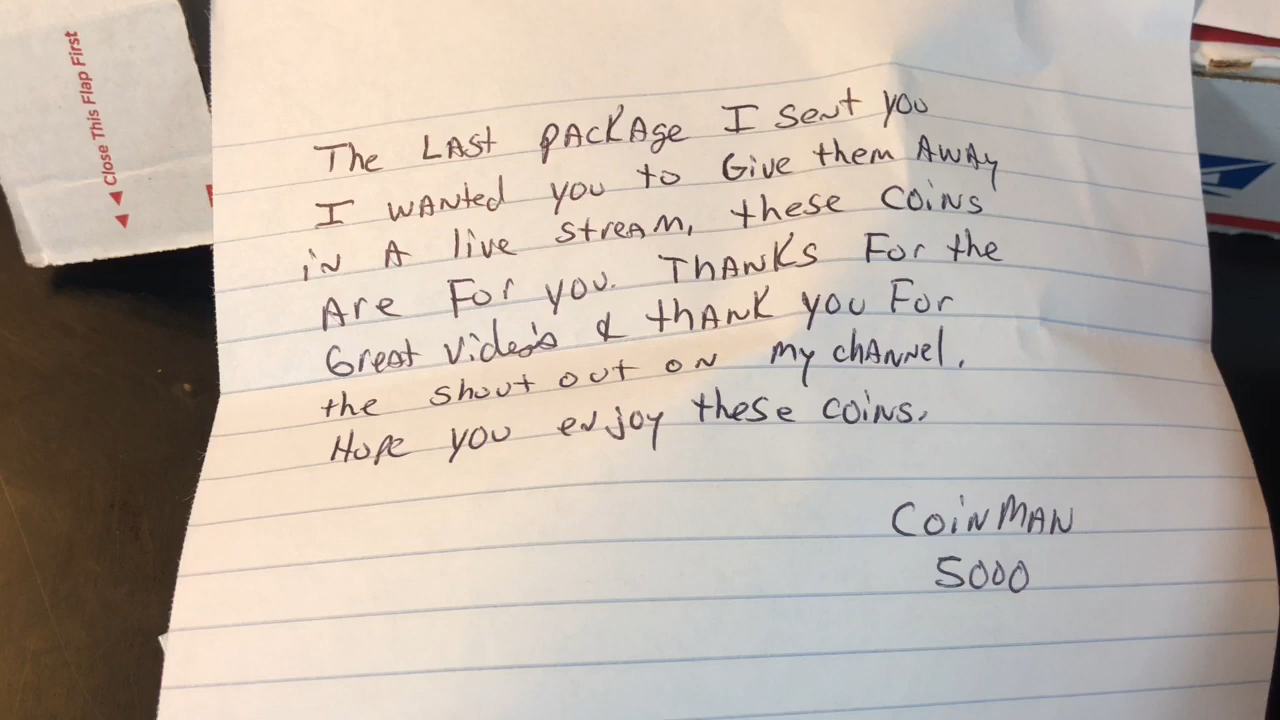 Close This Flap First
The LAST PACKAge I Sent you
I WANted you to Give them AWAy
iN A live StreAM, these CoiNS
Are For you. THANKS For the
Great Video's & thANK you For
the Shout out oN My chANNel.
Hope you eNjoy these coiNS.
COiNMAN
5000